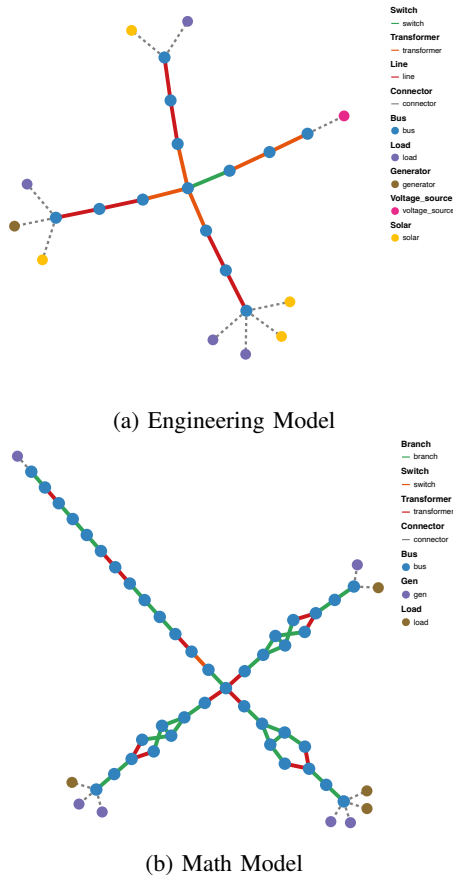 Switch
switch
Transformer
transformer
Line
line
Connector
connector
Bus
bus
Load
load
Generator
generator
Voltage_source
voltage_source
Solar
solar
(a) Engineering Model
Branch
branch
Switch
switch
Transformer
transformer
Connector
connector
Bus
bus
Gen
gen
Load
load
(b) Math Model